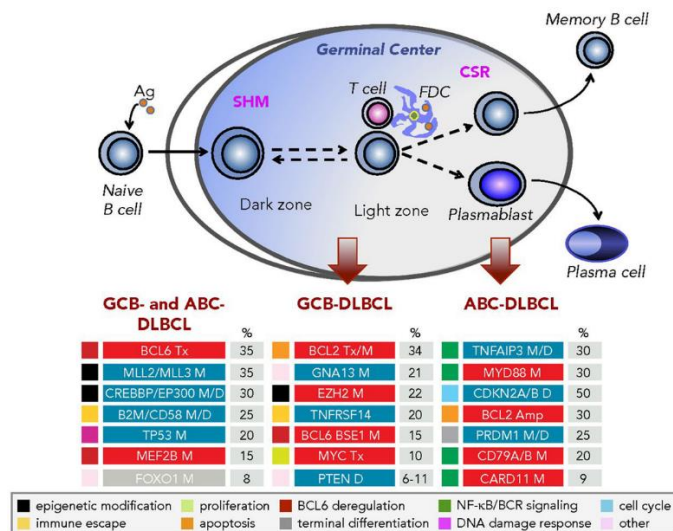 Germinal Center
Memory B cell
CSR
T cell FDC
Ag
SHM
Naive
B cell
Dark zone
Light zone
Plasmablast
Plasma cell
GCB- and ABC-
DLBCL %
GCB-DLBCL %
ABC-DLBCL %
BCL6 Tx 35 BCL2 Tx/M 34 TNFAIP3 M/D 30
MLL2/MLL3 M 35 GNA13 M 21 MYD88 M 30
CREBBP/EP300 M/D 30 EZH2 M 22 CDKN2A/B D 50
B2M/CD58 M/D 25 TNFRSF14 20 BCL2 Amp 30
TP53 M 20 BCL6 BSE1 M 15 PRDM1 M/D 25
MEF2B M 15 MYC Tx 10 CD79A/B M 20
FOXO1 M 8 PTEN D 6-11 CARD11 M 9
epigenetic modification proliferation BCL6 deregulation NF-κB/BCR signaling cell cycle
immune escape apoptosis terminal differentiation DNA damage response other